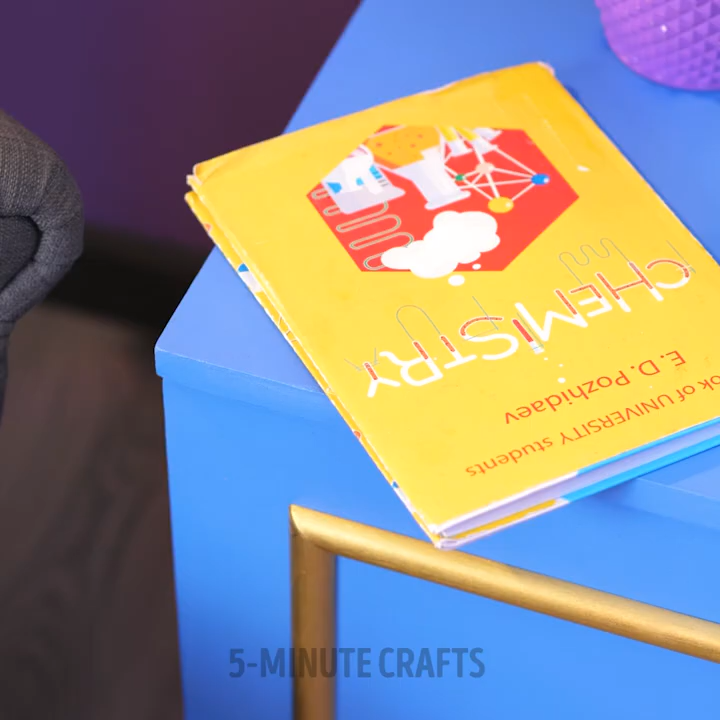 ok of UNIVERSITY students
E. D. Pozhidaev
CHEMISTRY
5-MINUTE CRAFTS